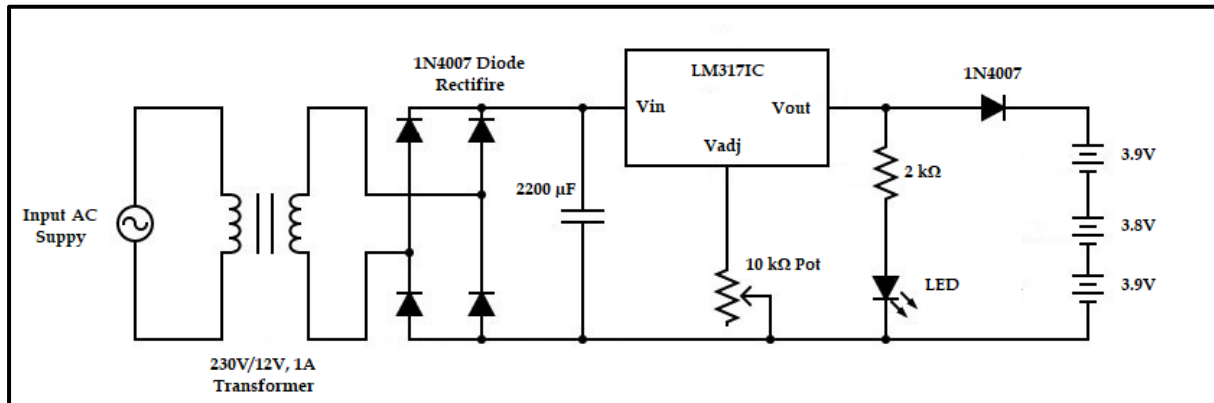 1N4007 Diode
Rectifire
LM317IC
1N4007
Vin
Vout
Vadj
3.9V
2 kΩ
2200 µF
Input AC
Suppy
3.8V
10 kΩ Pot
LED
3.9V
230V/12V, 1A
Transformer